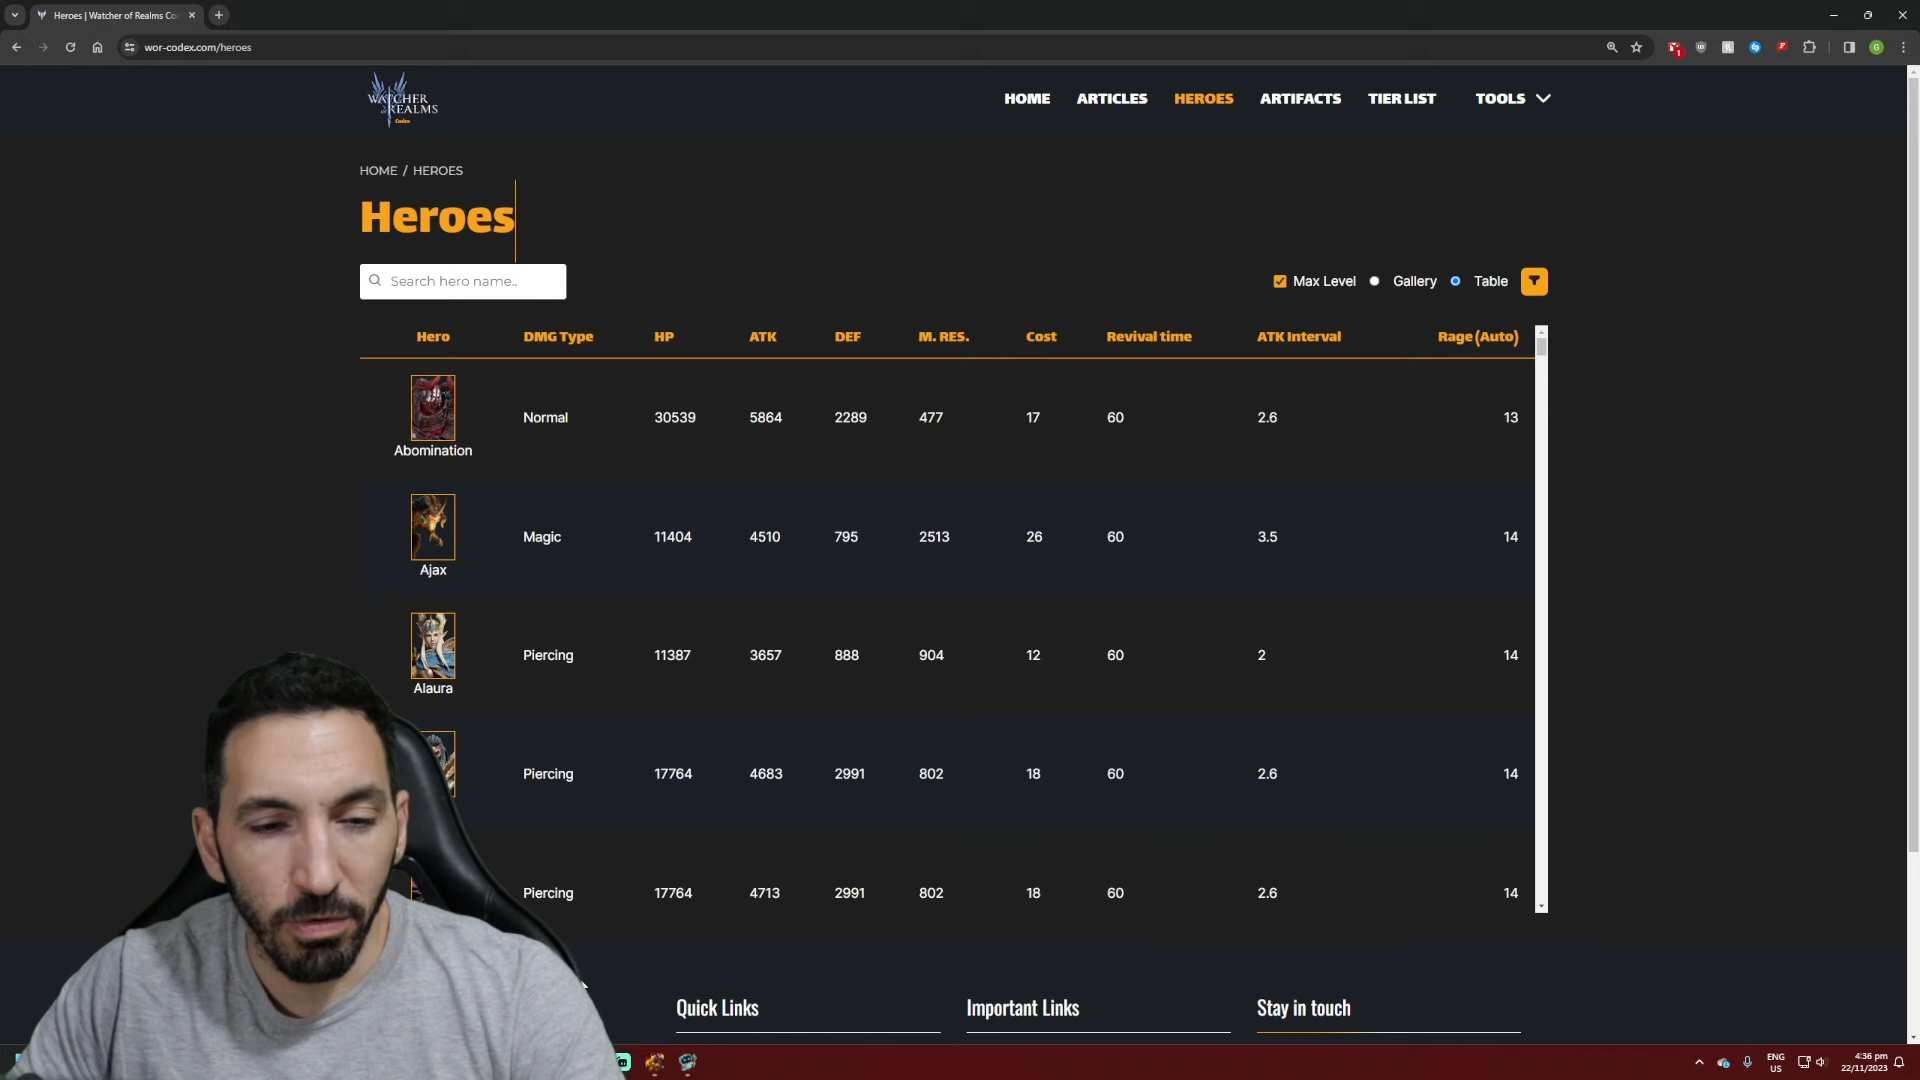 Heroes | Watcher of Realms Co
wor-codex.com/heroes
1
G
WATCHER
REALMS
Codex
HOME ARTICLES HEROES ARTIFACTS TIER LIST TOOLS
HOME / HEROES
Heroes
Search hero name..
Max Level Gallery Table
Hero DMG Type HP ATK DEF M. RES. Cost Revival time ATK Interval Rage (Auto)
Abomination Normal 30539 5864 2289 477 17 60 2.6 13
Ajax Magic 11404 4510 795 2513 26 60 3.5 14
Alaura Piercing 11387 3657 888 904 12 60 2 14
Piercing 17764 4683 2991 802 18 60 2.6 14
Piercing 17764 4713 2991 802 18 60 2.6 14
Quick Links Important Links Stay in touch
ENG
US
4:36 pm
22/11/2023